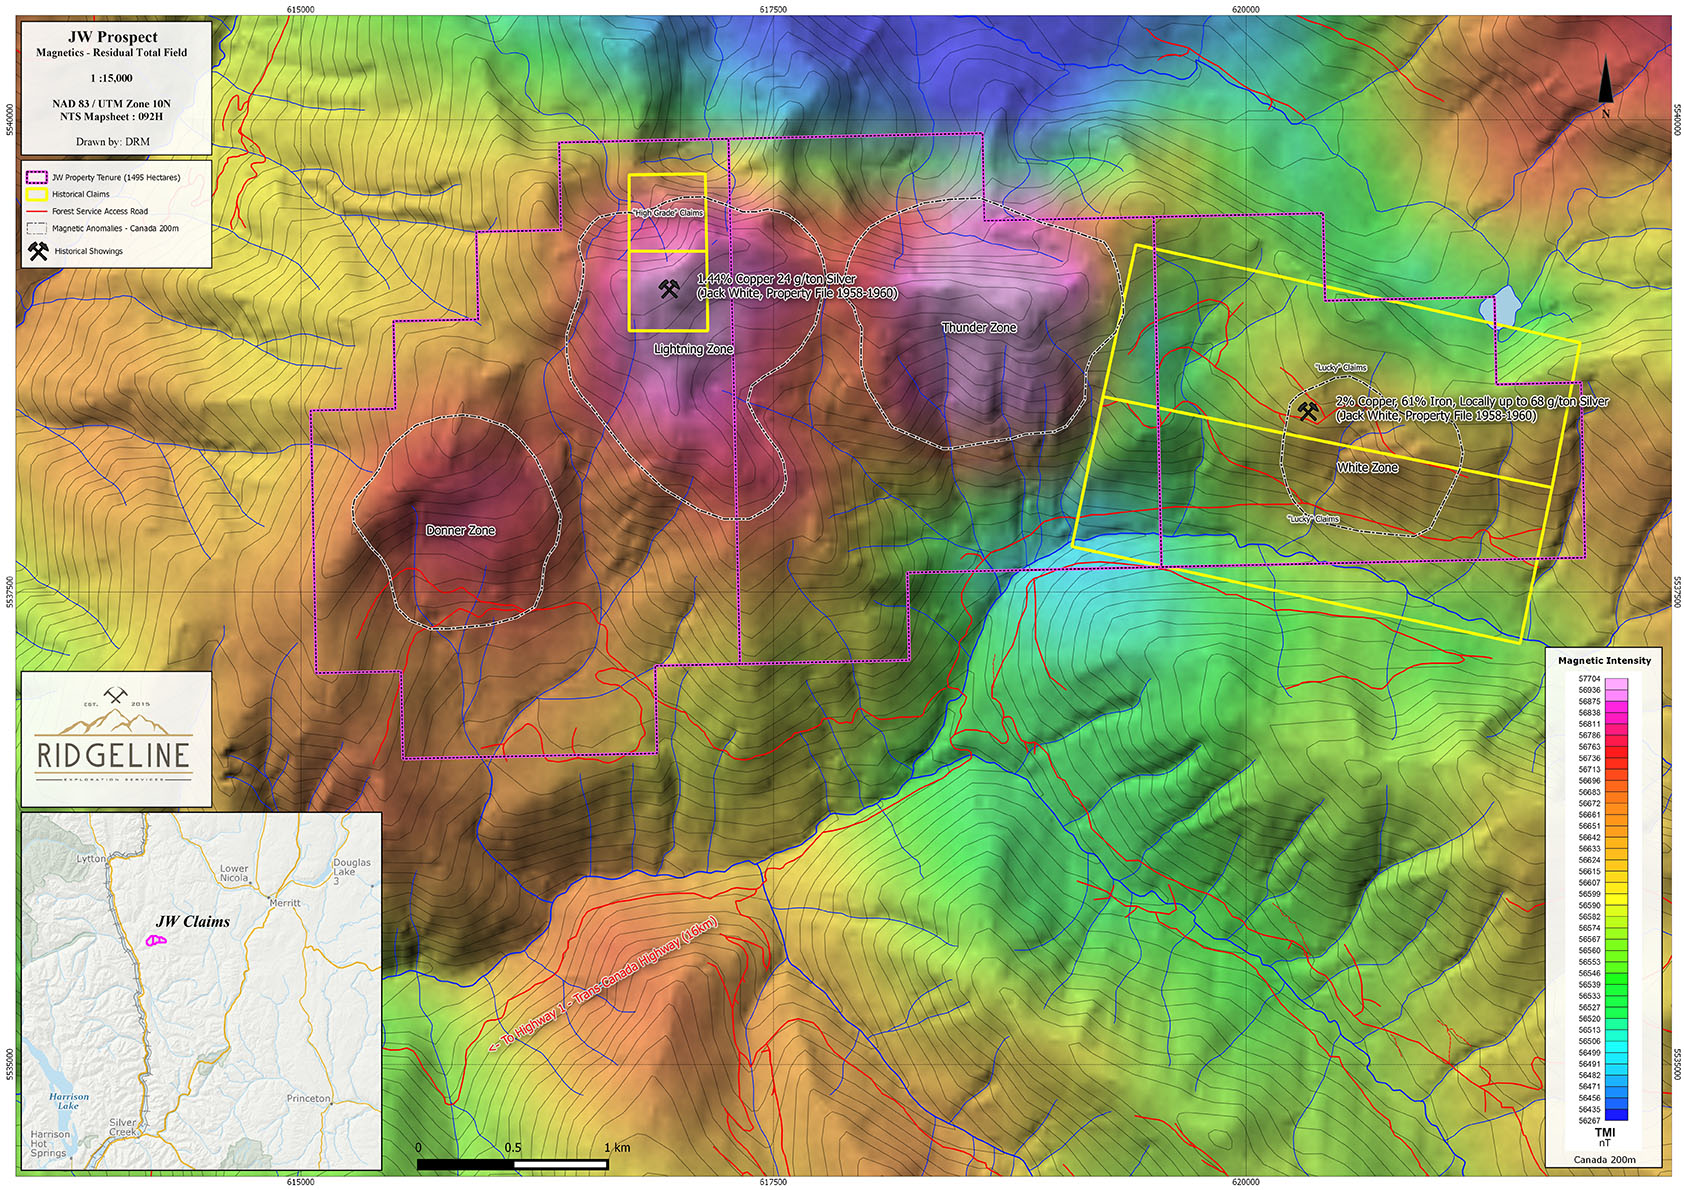 615000
617500
620000
JW Prospect
Magnetics - Residual Total Field
1 :15,000
NAD 83 / UTM Zone 10N
NTS Mapsheet : 092H
Drawn by: DRM
JW Property Tenure (1495 Hectares)
Historical Claims
Forest Service Access Road
Magnetic Anomalies - Canada 200m
Historical Showings
N
5540000
5540000
"High Grade" Claims
1.44% Copper 24 g/ton Silver
(Jack White, Property File 1958-1960)
Lightning Zone
Thunder Zone
"Lucky" Claims
2% Copper, 61% Iron, Locally up to 68 g/ton Silver
(Jack White, Property File 1958-1960)
White Zone
"Lucky" Claims
Donner Zone
5537500
5537500
EST. 2015
RIDGELINE
EXPLORATION SERVICES
<- To Highway 1 - Trans-Canada Highway (16km)
Lytton
Lower
Nicola
Douglas
Lake
3
Merritt
JW Claims
Harrison
Lake
Princeton
Silver
Creek
Harrison
Hot
Springs
5535000
5535000
0 0.5 1 km
Magnetic Intensity
57704
56936
56875
56838
56811
56786
56763
56736
56713
56696
56683
56672
56661
56651
56642
56633
56624
56615
56607
56599
56590
56582
56574
56567
56560
56553
56546
56539
56533
56527
56520
56513
56506
56499
56491
56482
56471
56456
56435
56267
TMI
nT
Canada 200m
615000
617500
620000